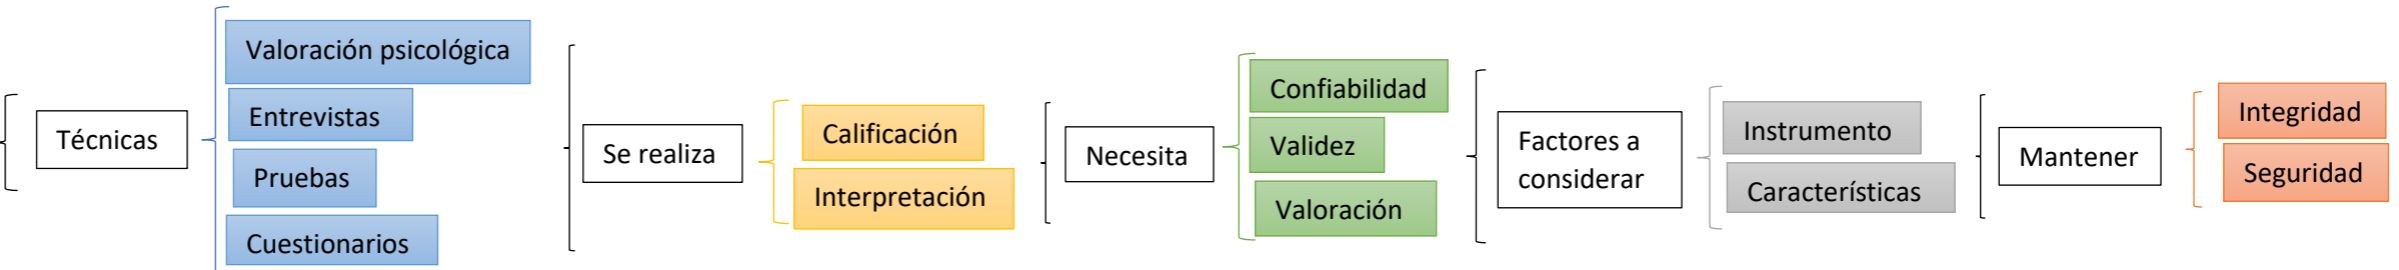 Técnicas
Valoración psicológica
Entrevistas
Pruebas
Cuestionarios
Se realiza
Calificación
Interpretación
Necesita
Confiabilidad
Validez
Valoración
Factores a
considerar
Instrumento
Característísticas
Mantener
Integridad
Seguridad